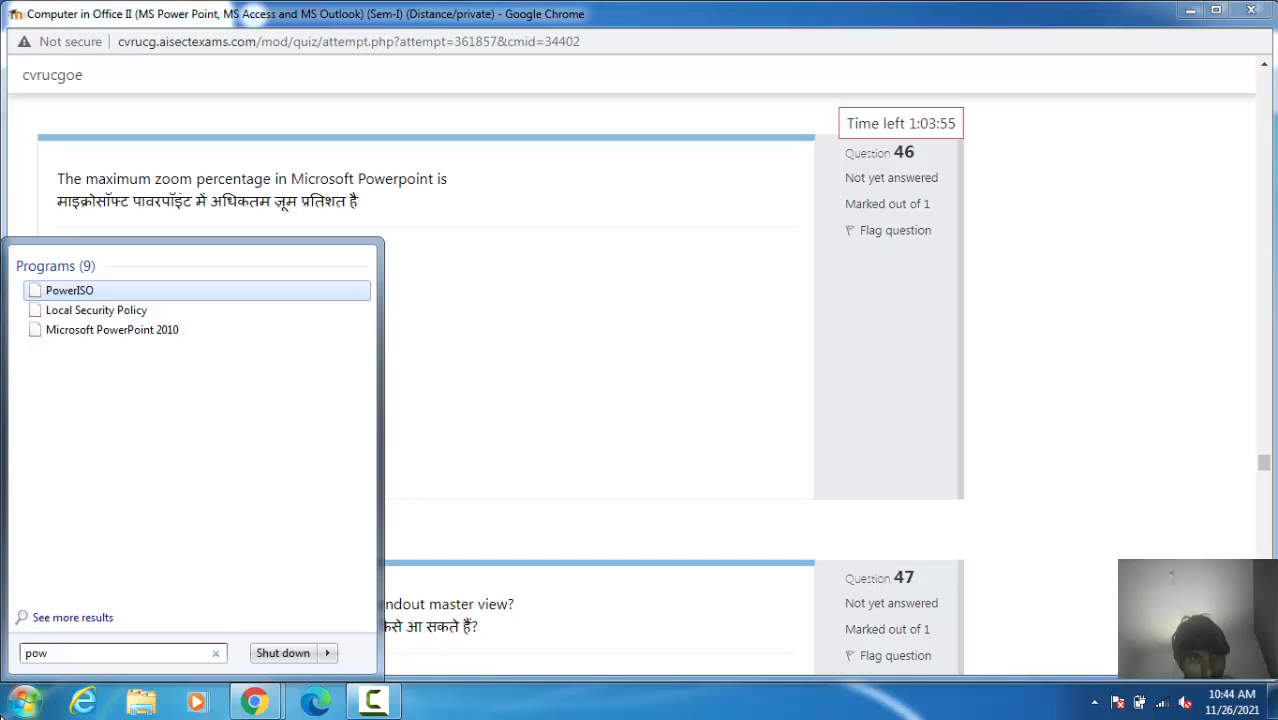 Computer in Office II (MS Power Point, MS Access and MS Outlook) (Sem-I) (Distance/private) - Google Chrome
Not secure cvrucg.aisectexams.com/mod/quiz/attempt.php?attempt=361857&cmid=34402
cvrucgoe
Time left 1:03:55
Question 46
Not yet answered
Marked out of 1
Flag question
The maximum zoom percentage in Microsoft Powerpoint is
माइक्रोसॉफ्ट पावरपॉइंट में अधिकतम ज़ूम प्रतिशत है
Programs (9)
PowerISO
Local Security Policy
Microsoft PowerPoint 2010
See more results
pow
Shut down
ndout master view?
कैसे आ सकते हैं?
Question 47
Not yet answered
Marked out of 1
Flag question
10:44 AM
11/26/2021